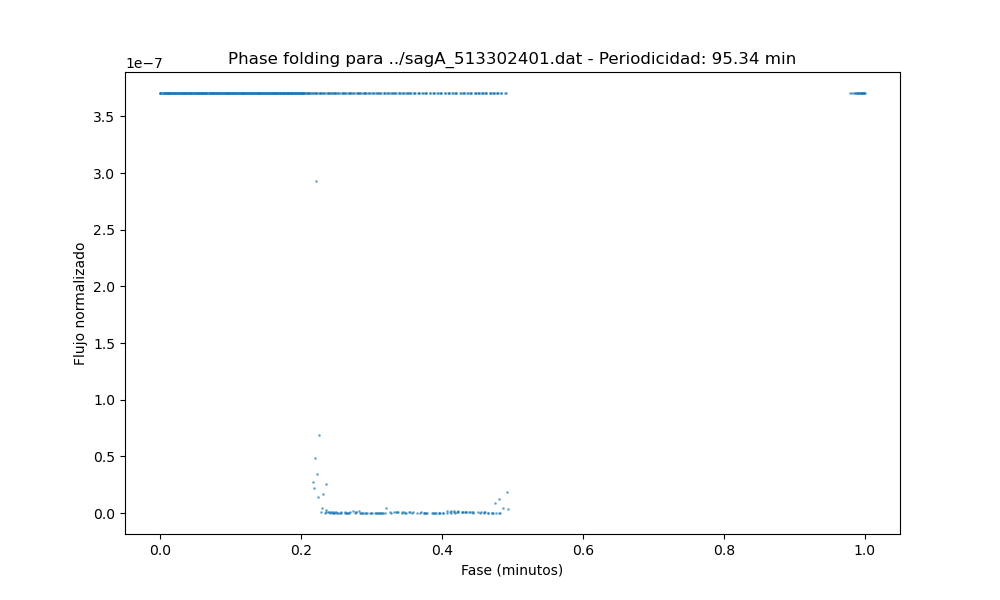 Phase folding para ../sagA_513302401.dat - Periodicidad: 95.34 min
1e−7
3.5
3.0
2.5
2.0
1.5
1.0
0.5
0.0
Flujo normalizado
0.0 0.2 0.4 0.6 0.8 1.0
Fase (minutos)